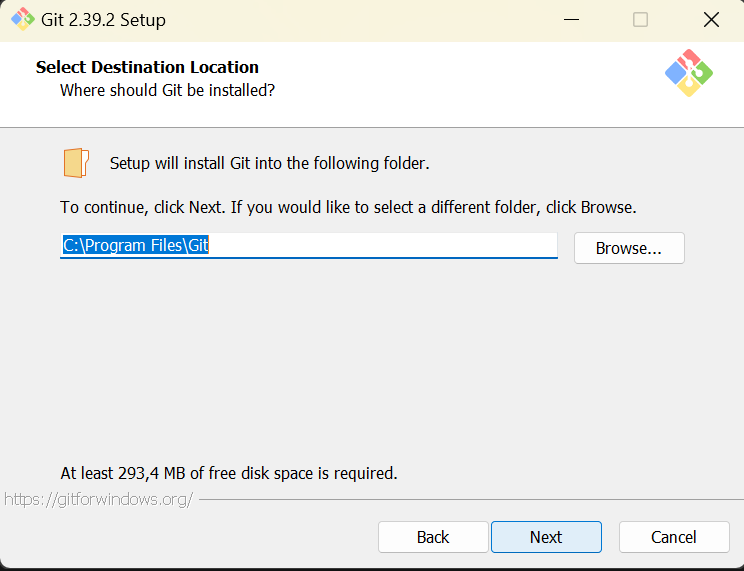 Git 2.39.2 Setup
Select Destination Location
Where should Git be installed?
Setup will install Git into the following folder.
To continue, click Next. If you would like to select a different folder, click Browse.
C:\Program Files\Git
Browse...
At least 293,4 MB of free disk space is required.
https://gitforwindows.org/
Back
Next
Cancel